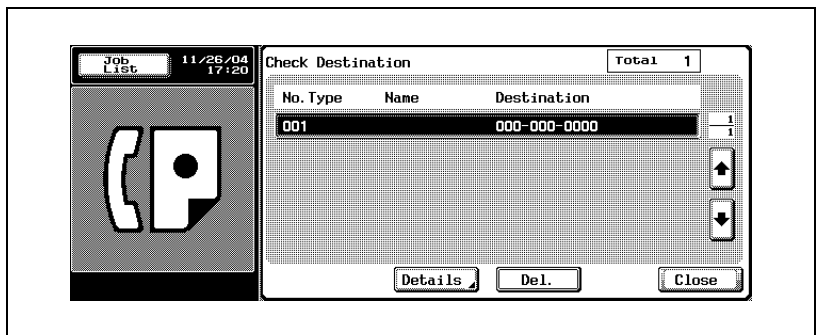 Job List
11/26/04
17:20
Check Destination
Total 1
No. Type Name Destination
001 000-000-0000
1
1
Details
Del.
Close